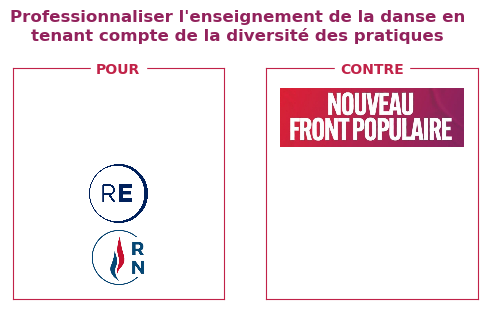 Professionnaliser l'enseignement de la danse en
tenant compte de la diversité des pratiques
POUR
CONTRE
NOUVEAU
FRONT POPULAIRE
RE
R
N